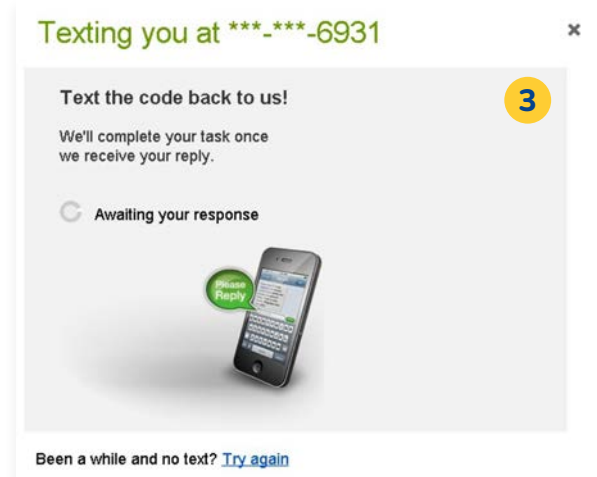 Texting you at ***-***-6931
×
Text the code back to us!
3
We'll complete your task once
we receive your reply.
Awaiting your response
Please
Reply
Been a while and no text? Try again